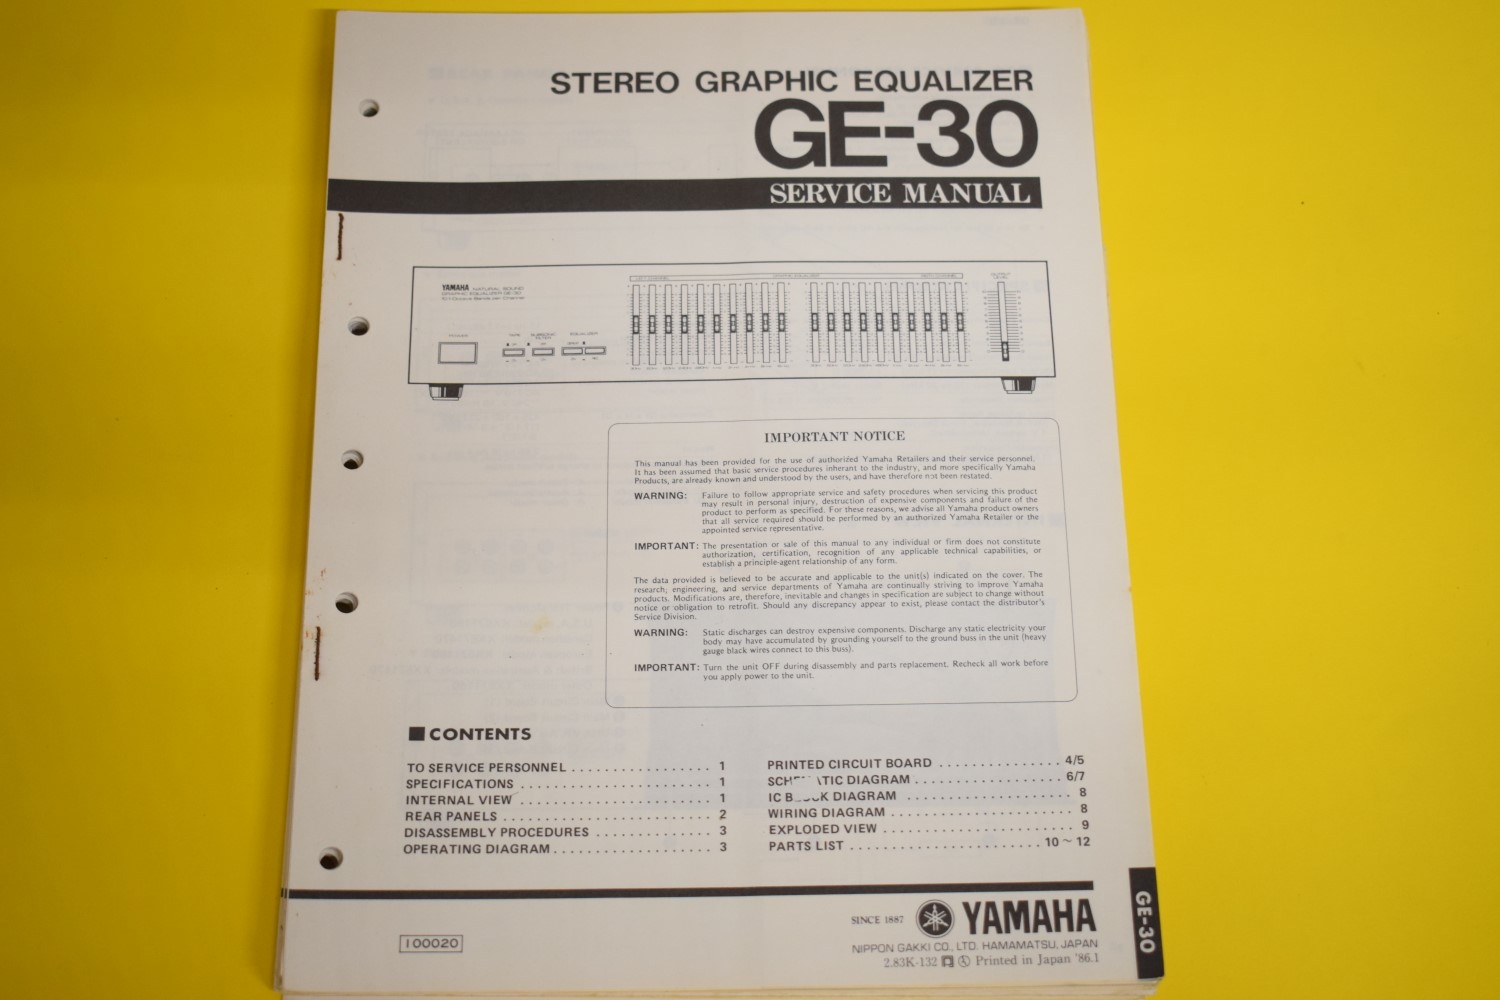 STEREO GRAPHIC EQUALIZER
GE-30
SERVICE MANUAL
YAMAHA NATURAL SOUND
GRAPHIC EQUALIZER GE-30
IMPORTANT NOTICE
This manual has been provided for the use of authorized Yamaha Retailers and their service personnel.
It has been assumed that basic service procedures inherant to the industry, and more specifically Yamaha
Products, are already known and understood by the users, and have therefore not been restated.
WARNING: Failure to follow appropriate service and safety procedures when servicing this product
may result in personal injury, destruction of expensive components and failure of the
product to perform as specified. For these reasons, we advise all Yamaha product owners
that all service required should be performed by an authorized Yamaha Retailer or the
appointed service representative.
IMPORTANT: The presentation or sale of this manual to any individual or firm does not constitute
authorization, certification, recognition of any applicable technical capabilities, or
establish a principle-agent relationship of any form.
The data provided is believed to be accurate and applicable to the unit(s) indicated on the cover. The
research, engineering, and service departments of Yamaha are continually striving to improve Yamaha
products. Modifications are, therefore, inevitable and changes in specification are subject to change without
notice or obligation to retrofit. Should any discrepancy appear to exist, please contact the distributor's
Service Division.
WARNING: Static discharges can destroy expensive components. Discharge any static electricity your
body may have accumulated by grounding yourself to the ground buss in the unit (heavy
gauge black wires connect to this buss).
IMPORTANT: Turn the unit OFF during disassembly and parts replacement. Recheck all work before
you apply power to the unit.
■ CONTENTS
TO SERVICE PERSONNEL ................ 1
SPECIFICATIONS ...................... 1
INTERNAL VIEW ...................... 1
REAR PANELS ........................ 2
DISASSEMBLY PROCEDURES ............. 3
OPERATING DIAGRAM .................. 3
PRINTED CIRCUIT BOARD ............... 4/5
DIAGRAM ................. 6/7
IC DIAGRAM ................... 8
WIRING DIAGRAM ...................... 8
EXPLODED VIEW ....................... 9
PARTS LIST ....................... 10 ~ 12
SINCE 1887 YAMAHA
NIPPON GAKKI CO., LTD. HAMAMATSU, JAPAN
2.83K-132 Printed in Japan '86.1
100020
GE-30